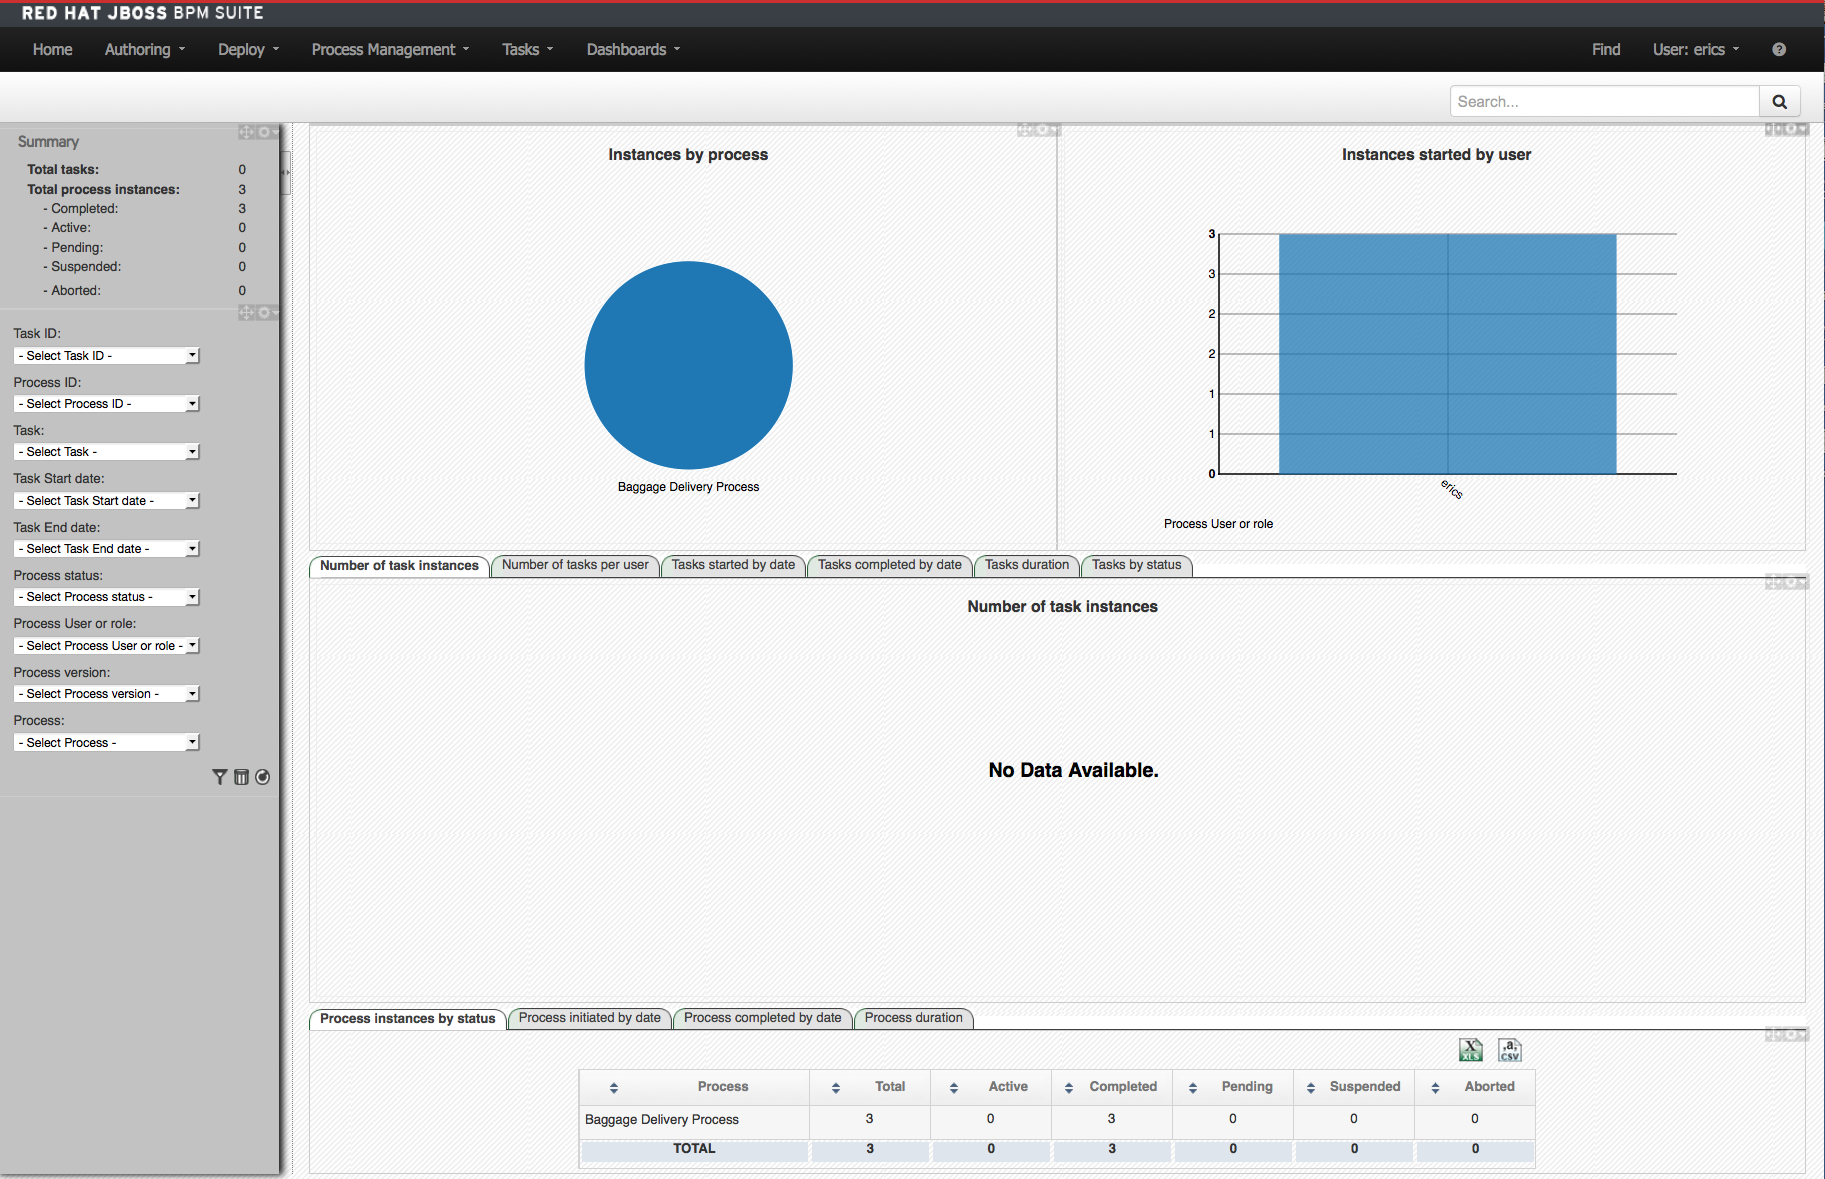 RED HAT JBOSS BPM SUITE
Home Authoring Deploy Process Management Tasks Dashboards Find User: erics ?
Search...
Summary
Total tasks: 0
Total process instances: 3
- Completed: 3
- Active: 0
- Pending: 0
- Suspended: 0
- Aborted: 0
Task ID:
- Select Task ID -
Process ID:
- Select Process ID -
Task:
- Select Task -
Task Start date:
- Select Task Start date -
Task End date:
- Select Task End date -
Process status:
- Select Process status -
Process User or role:
- Select Process User or role -
Process version:
- Select Process version -
Process:
- Select Process -
Instances by process
Baggage Delivery Process
Instances started by user
3
3
2
2
1
1
0
erics
Process User or role
Number of task instances Number of tasks per user Tasks started by date Tasks completed by date Tasks duration Tasks by status
Number of task instances
No Data Available.
Process instances by status Process initiated by date Process completed by date Process duration
X XLS ,a, CSV
Process Total Active Completed Pending Suspended Aborted
Baggage Delivery Process 3 0 3 0 0 0
TOTAL 3 0 3 0 0 0